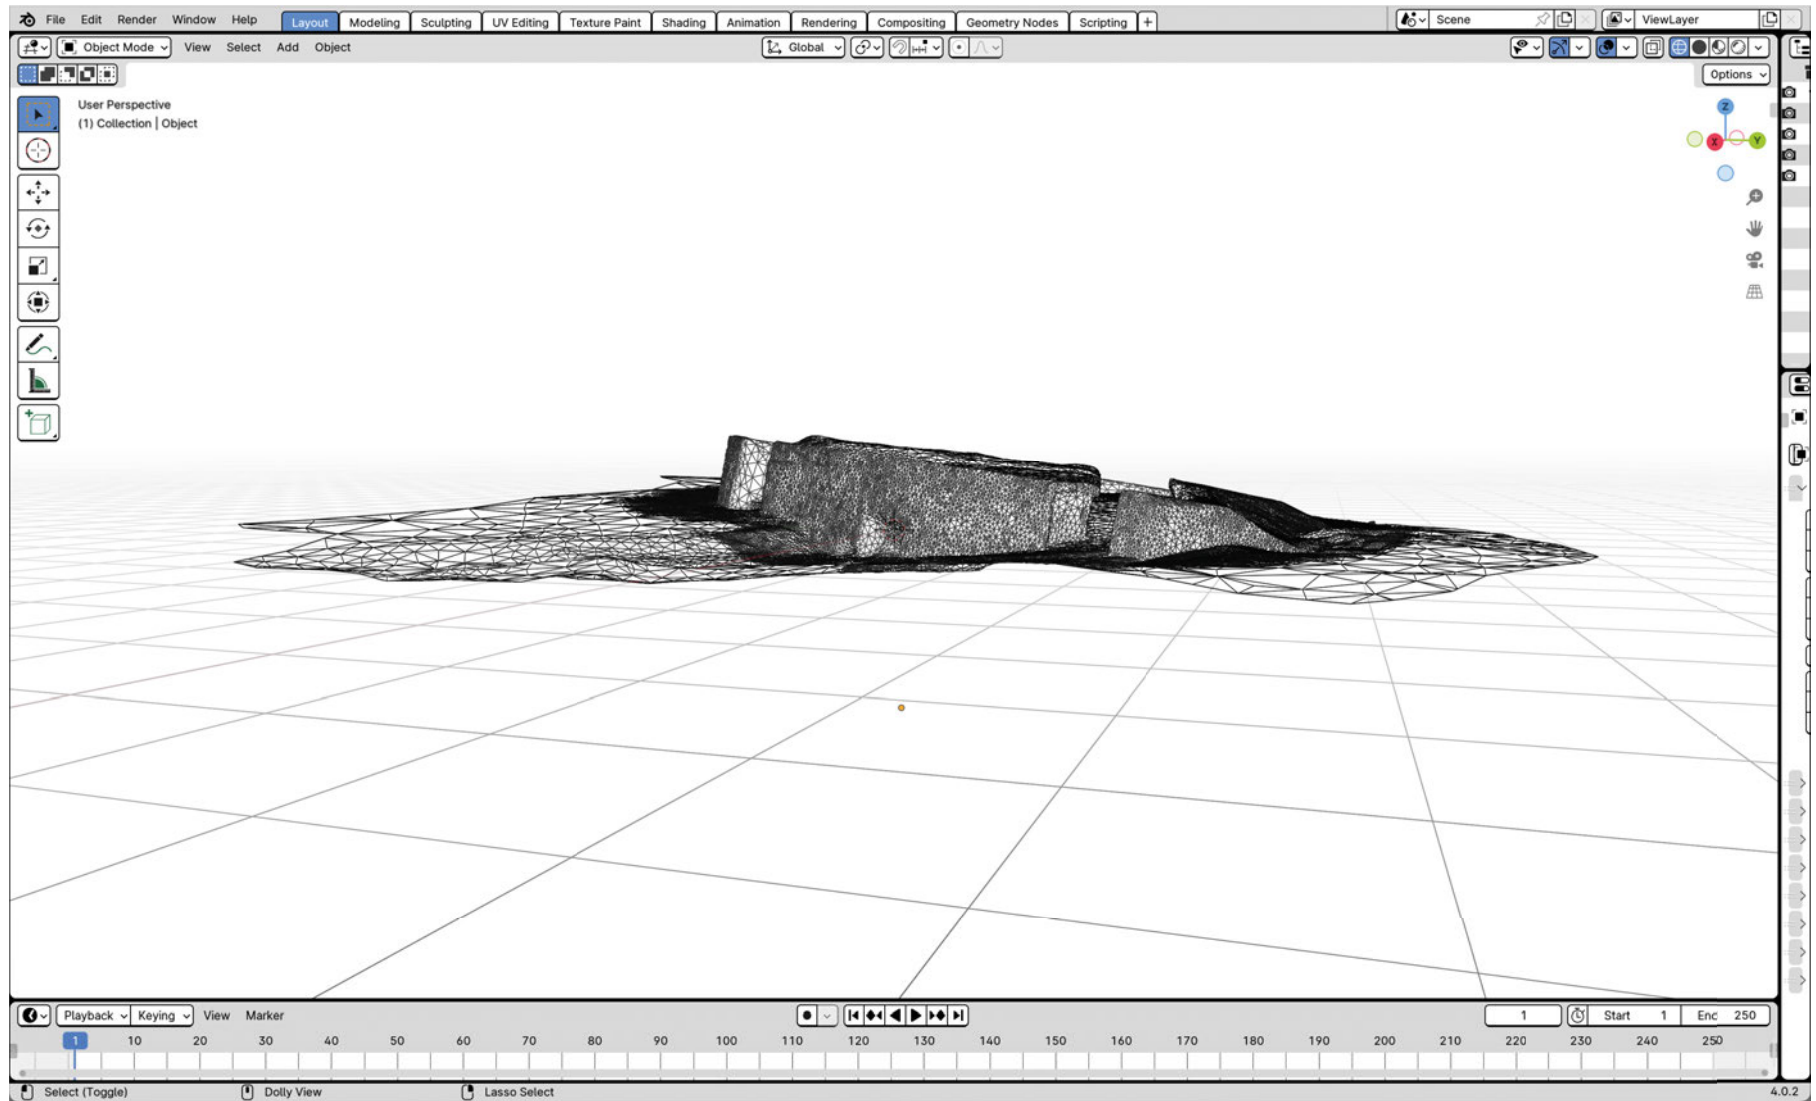 File Edit Render Window Help Layout Modeling Sculpting UV Editing Texture Paint Shading Animation Rendering Compositing Geometry Nodes Scripting + Scene ViewLayer
Object Mode View Select Add Object Global
Options
User Perspective
(1) Collection | Object
Z
X Y
Playback Keying View Marker 1 Start 1 End 250
1 10 20 30 40 50 60 70 80 90 100 110 120 130 140 150 160 170 180 190 200 210 220 230 240 250
Select (Toggle) Dolly View Lasso Select 4.0.2